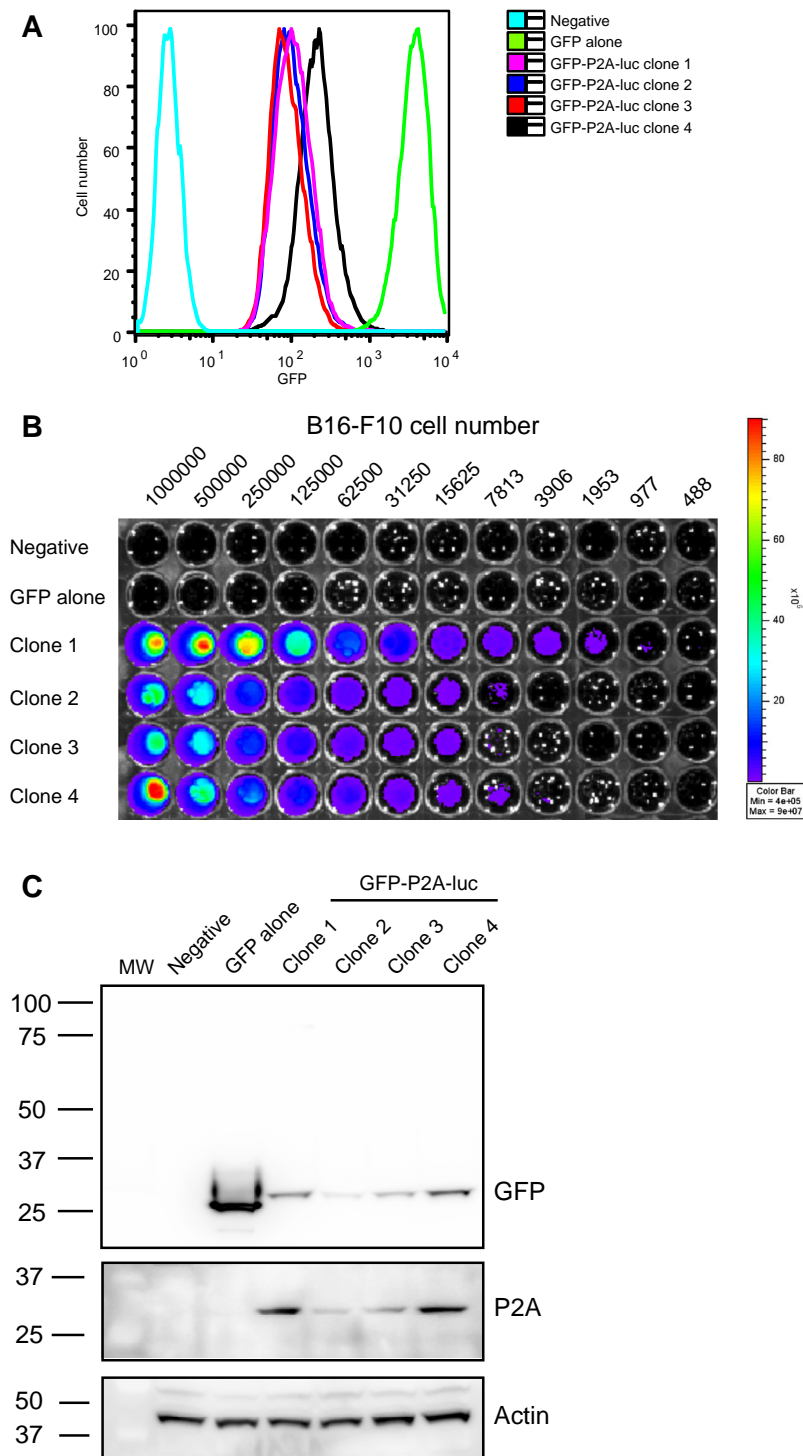 A
Cell number
100
80
60
40
20
0
10^0 10^1 10^2 10^3 10^4
GFP
Negative
GFP alone
GFP-P2A-luc clone 1
GFP-P2A-luc clone 2
GFP-P2A-luc clone 3
GFP-P2A-luc clone 4
B
B16-F10 cell number
1000000 500000 250000 125000 62500 31250 15625 7813 3906 1953 977 488
Negative
GFP alone
Clone 1
Clone 2
Clone 3
Clone 4
80
60
40
20
x10^6
Color Bar
Min = 4e+05
Max = 9e+07
C
GFP-P2A-luc
MW Negative GFP alone Clone 1 Clone 2 Clone 3 Clone 4
100
75
50
37
25
GFP
37
25
P2A
50
37
Actin